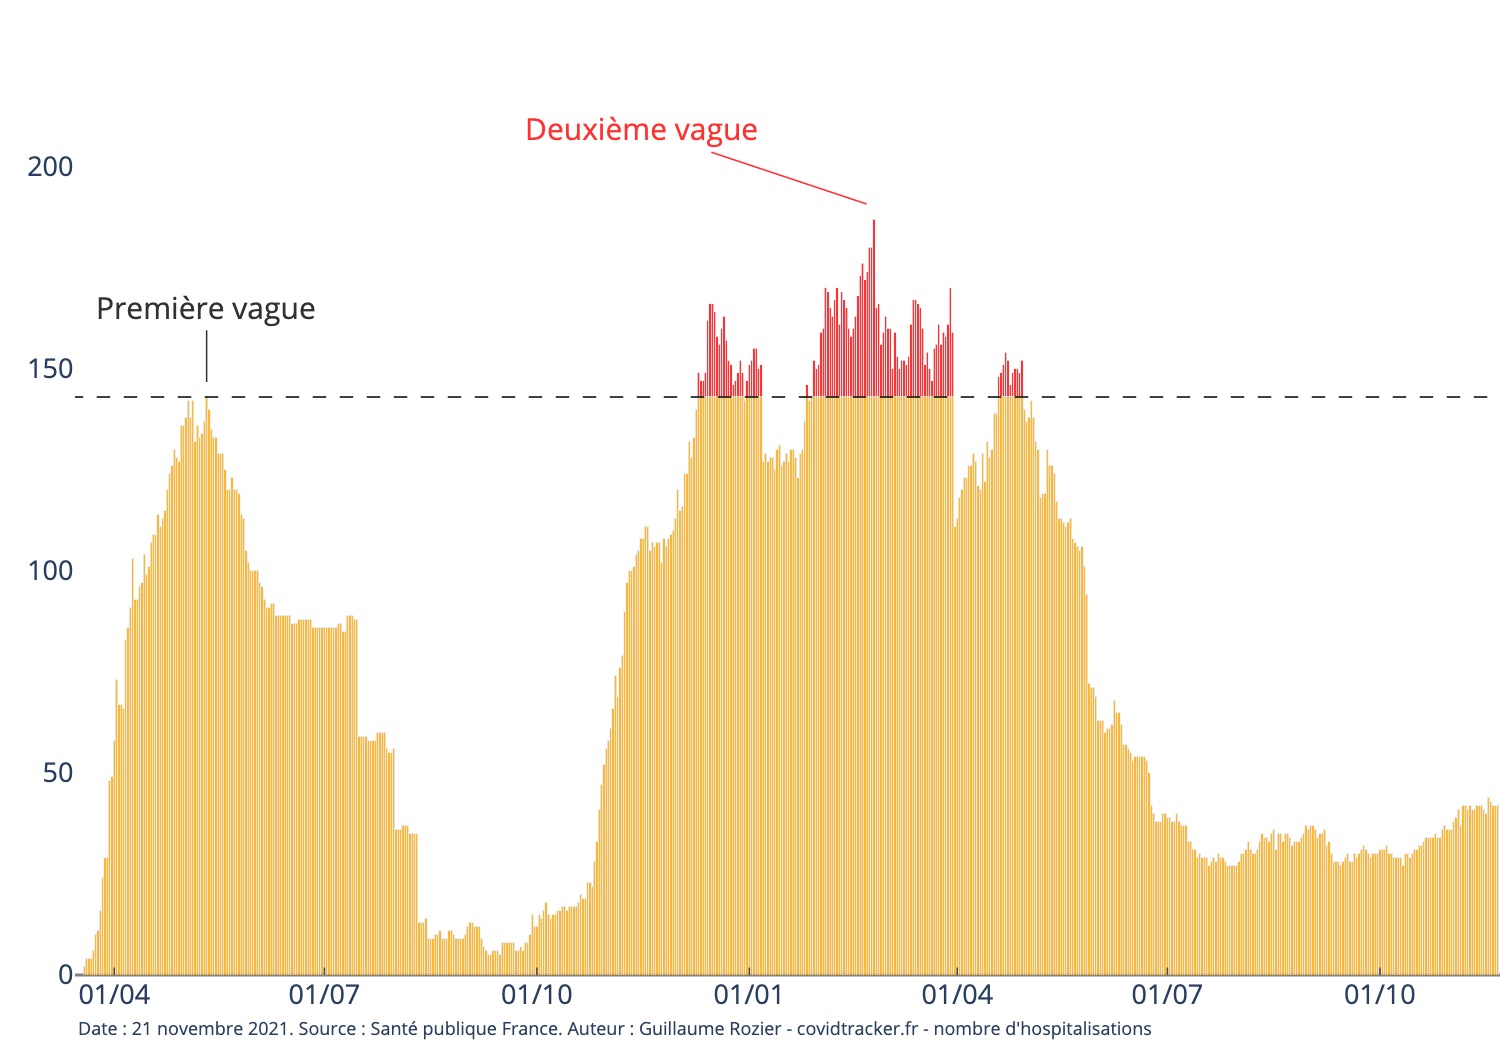 Deuxième vague
200
Première vague
150
100
50
0
01/04 01/07 01/10 01/01 01/04 01/07 01/10
Date : 21 novembre 2021. Source : Santé publique France. Auteur : Guillaume Rozier - covidtracker.fr - nombre d'hospitalisations